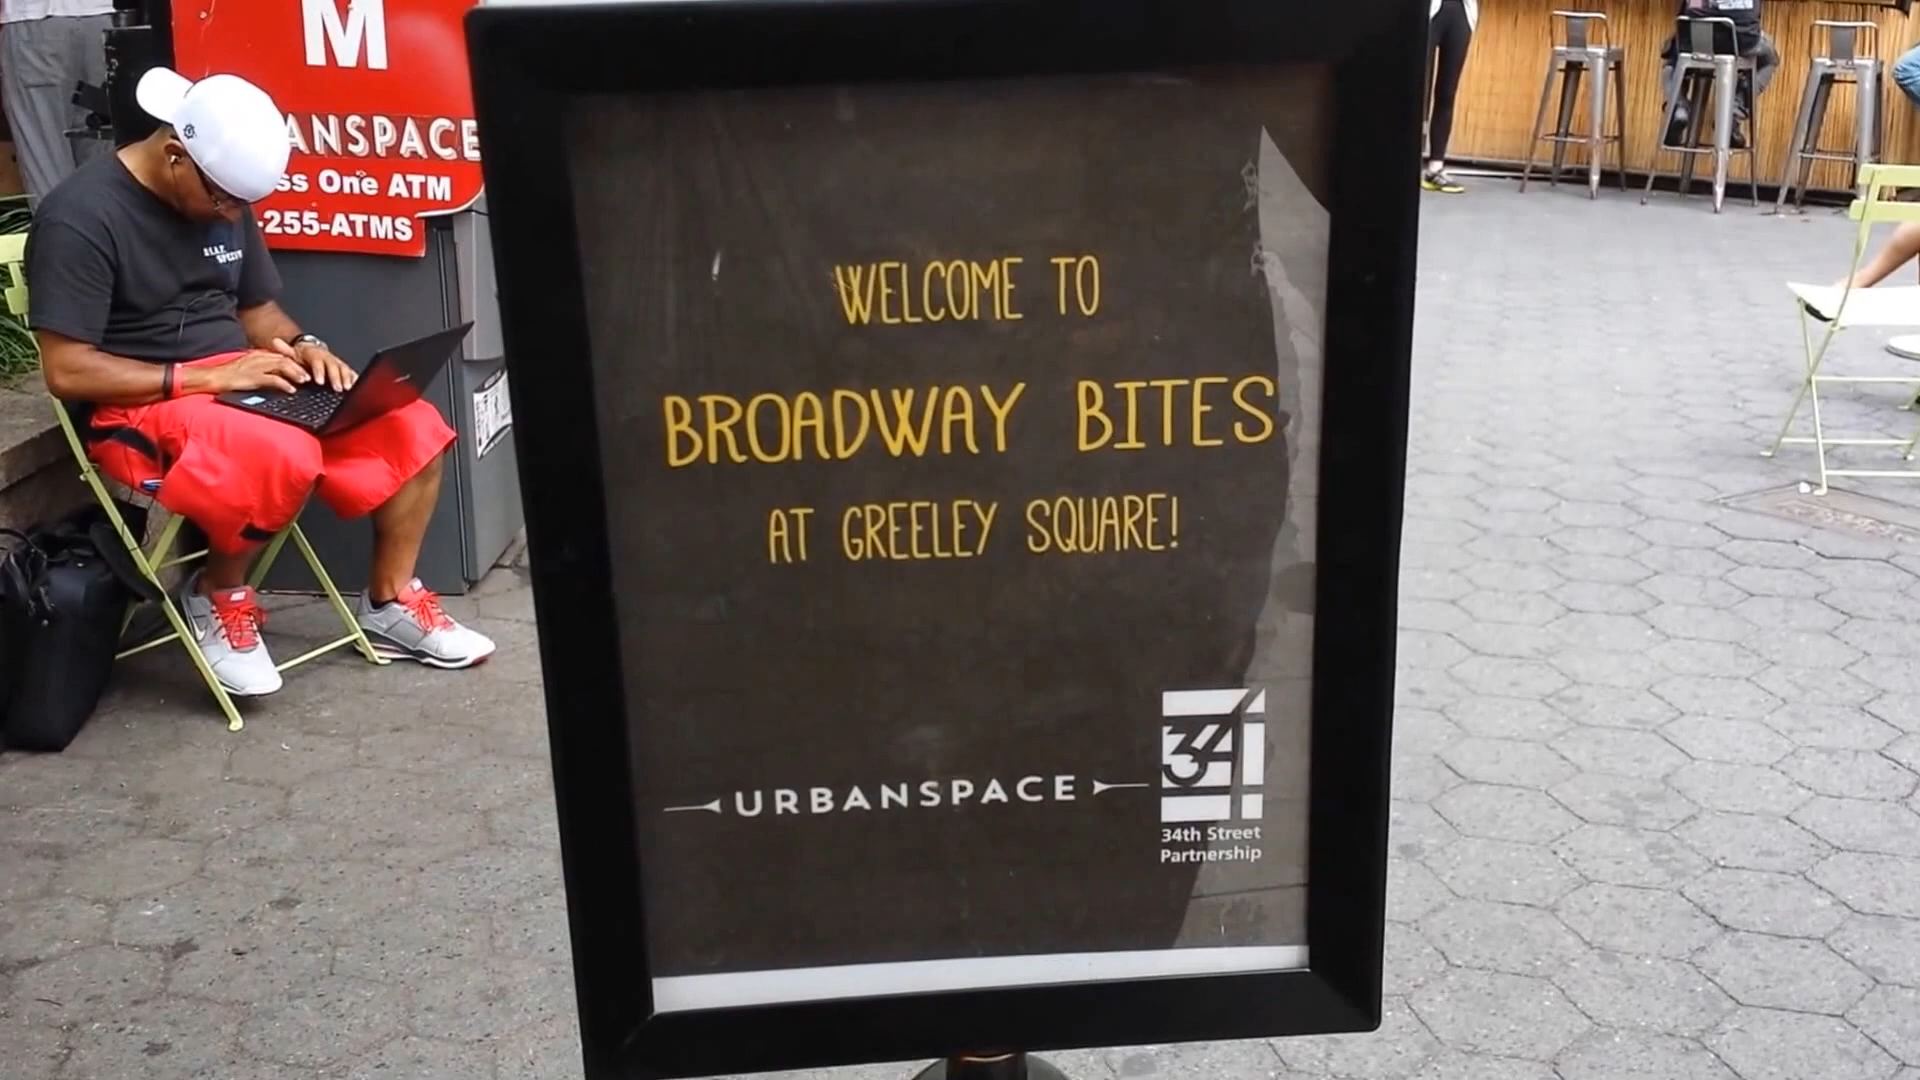 M
ANSPACE
ss One ATM
-255-ATMS
WELCOME TO
BROADWAY BITES
AT GREELEY SQUARE!
URBANSPACE
34
34th Street
Partnership